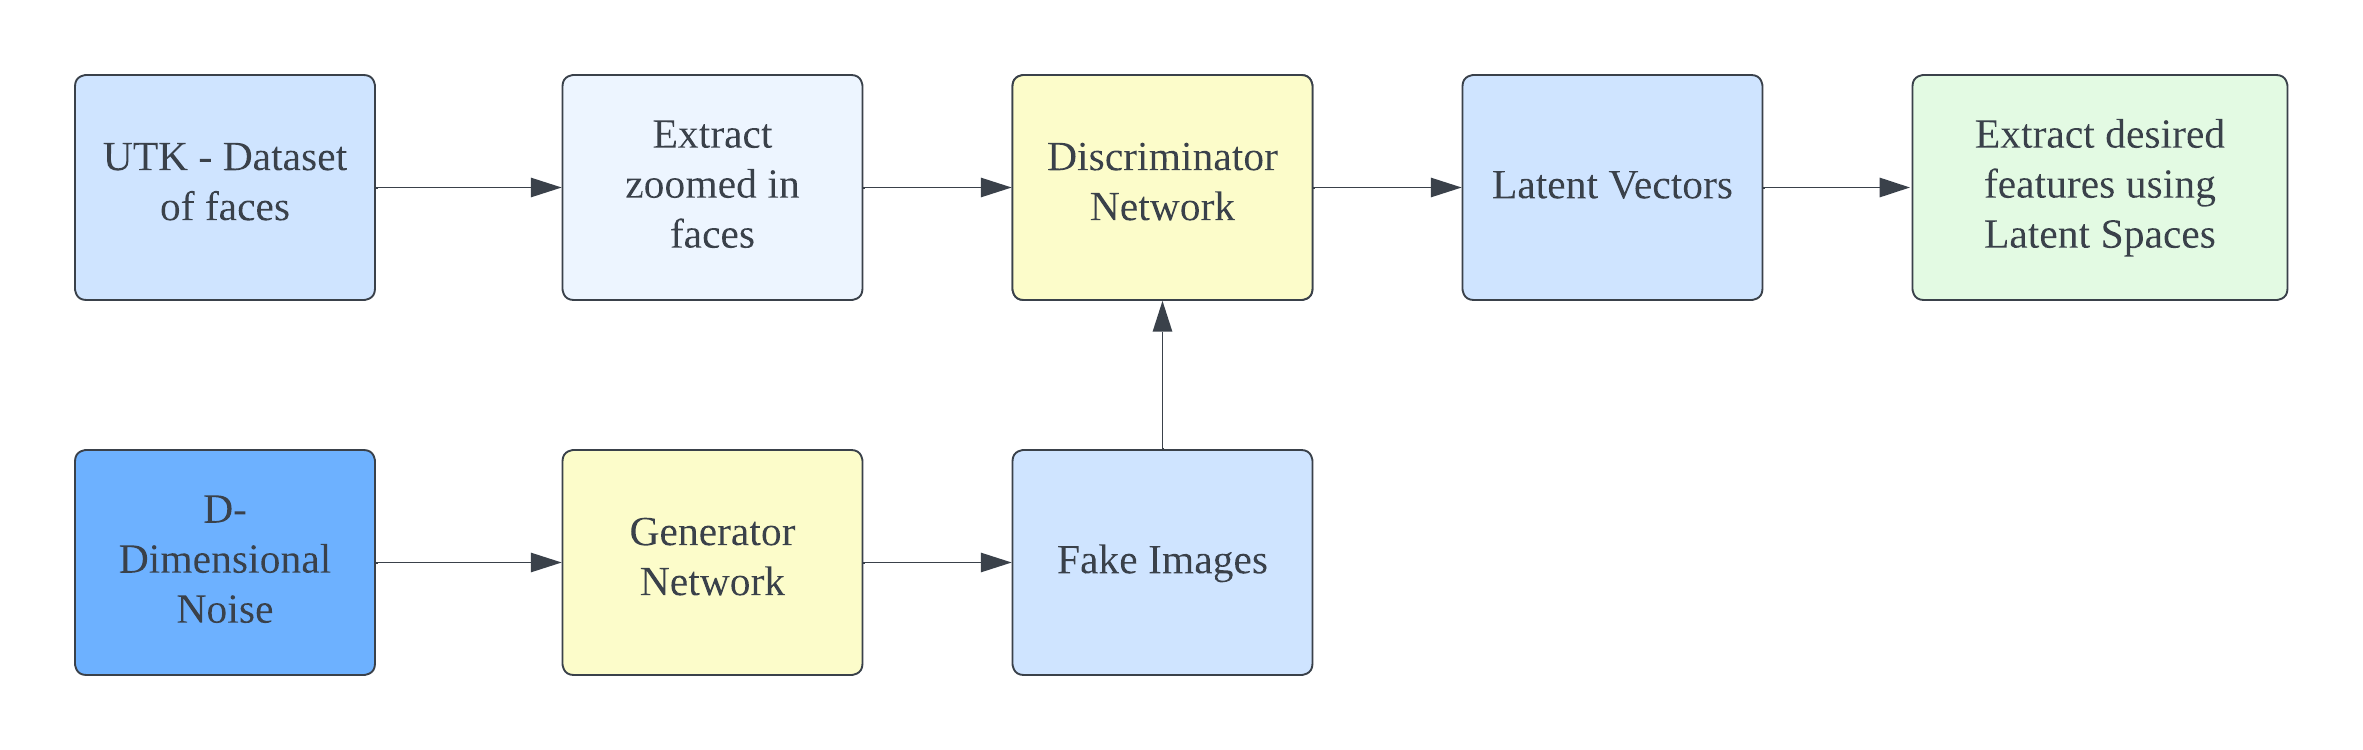 UTK - Dataset
of faces
Extract
zoomed in
faces
Discriminator
Network
Latent Vectors
Extract desired
features using
Latent Spaces
D-
Dimensional
Noise
Generator
Network
Fake Images